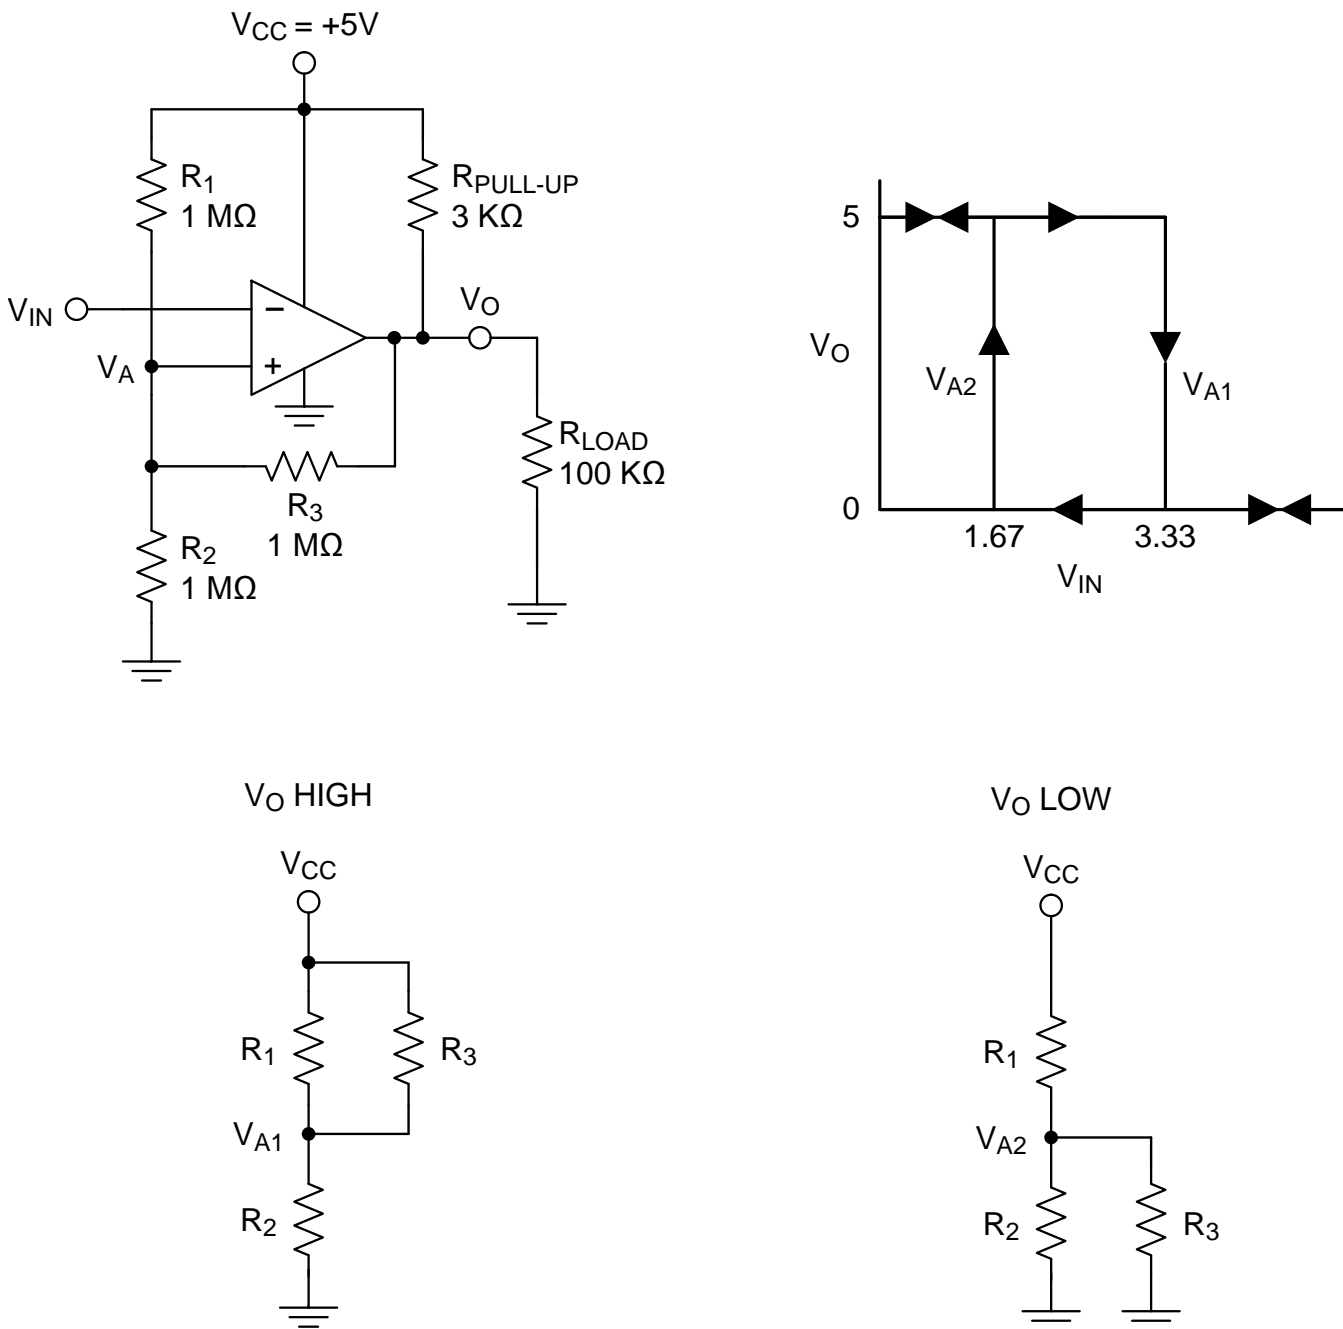 VCC = +5V
R1
1 MΩ
RPULL-UP
3 KΩ
VIN
−
VO
VA
+
RLOAD
100 KΩ
R3
1 MΩ
R2
1 MΩ
5
VO
VA2
VA1
0
1.67
3.33
VIN
VO HIGH
VCC
R1
R3
VA1
R2
VO LOW
VCC
R1
VA2
R2
R3